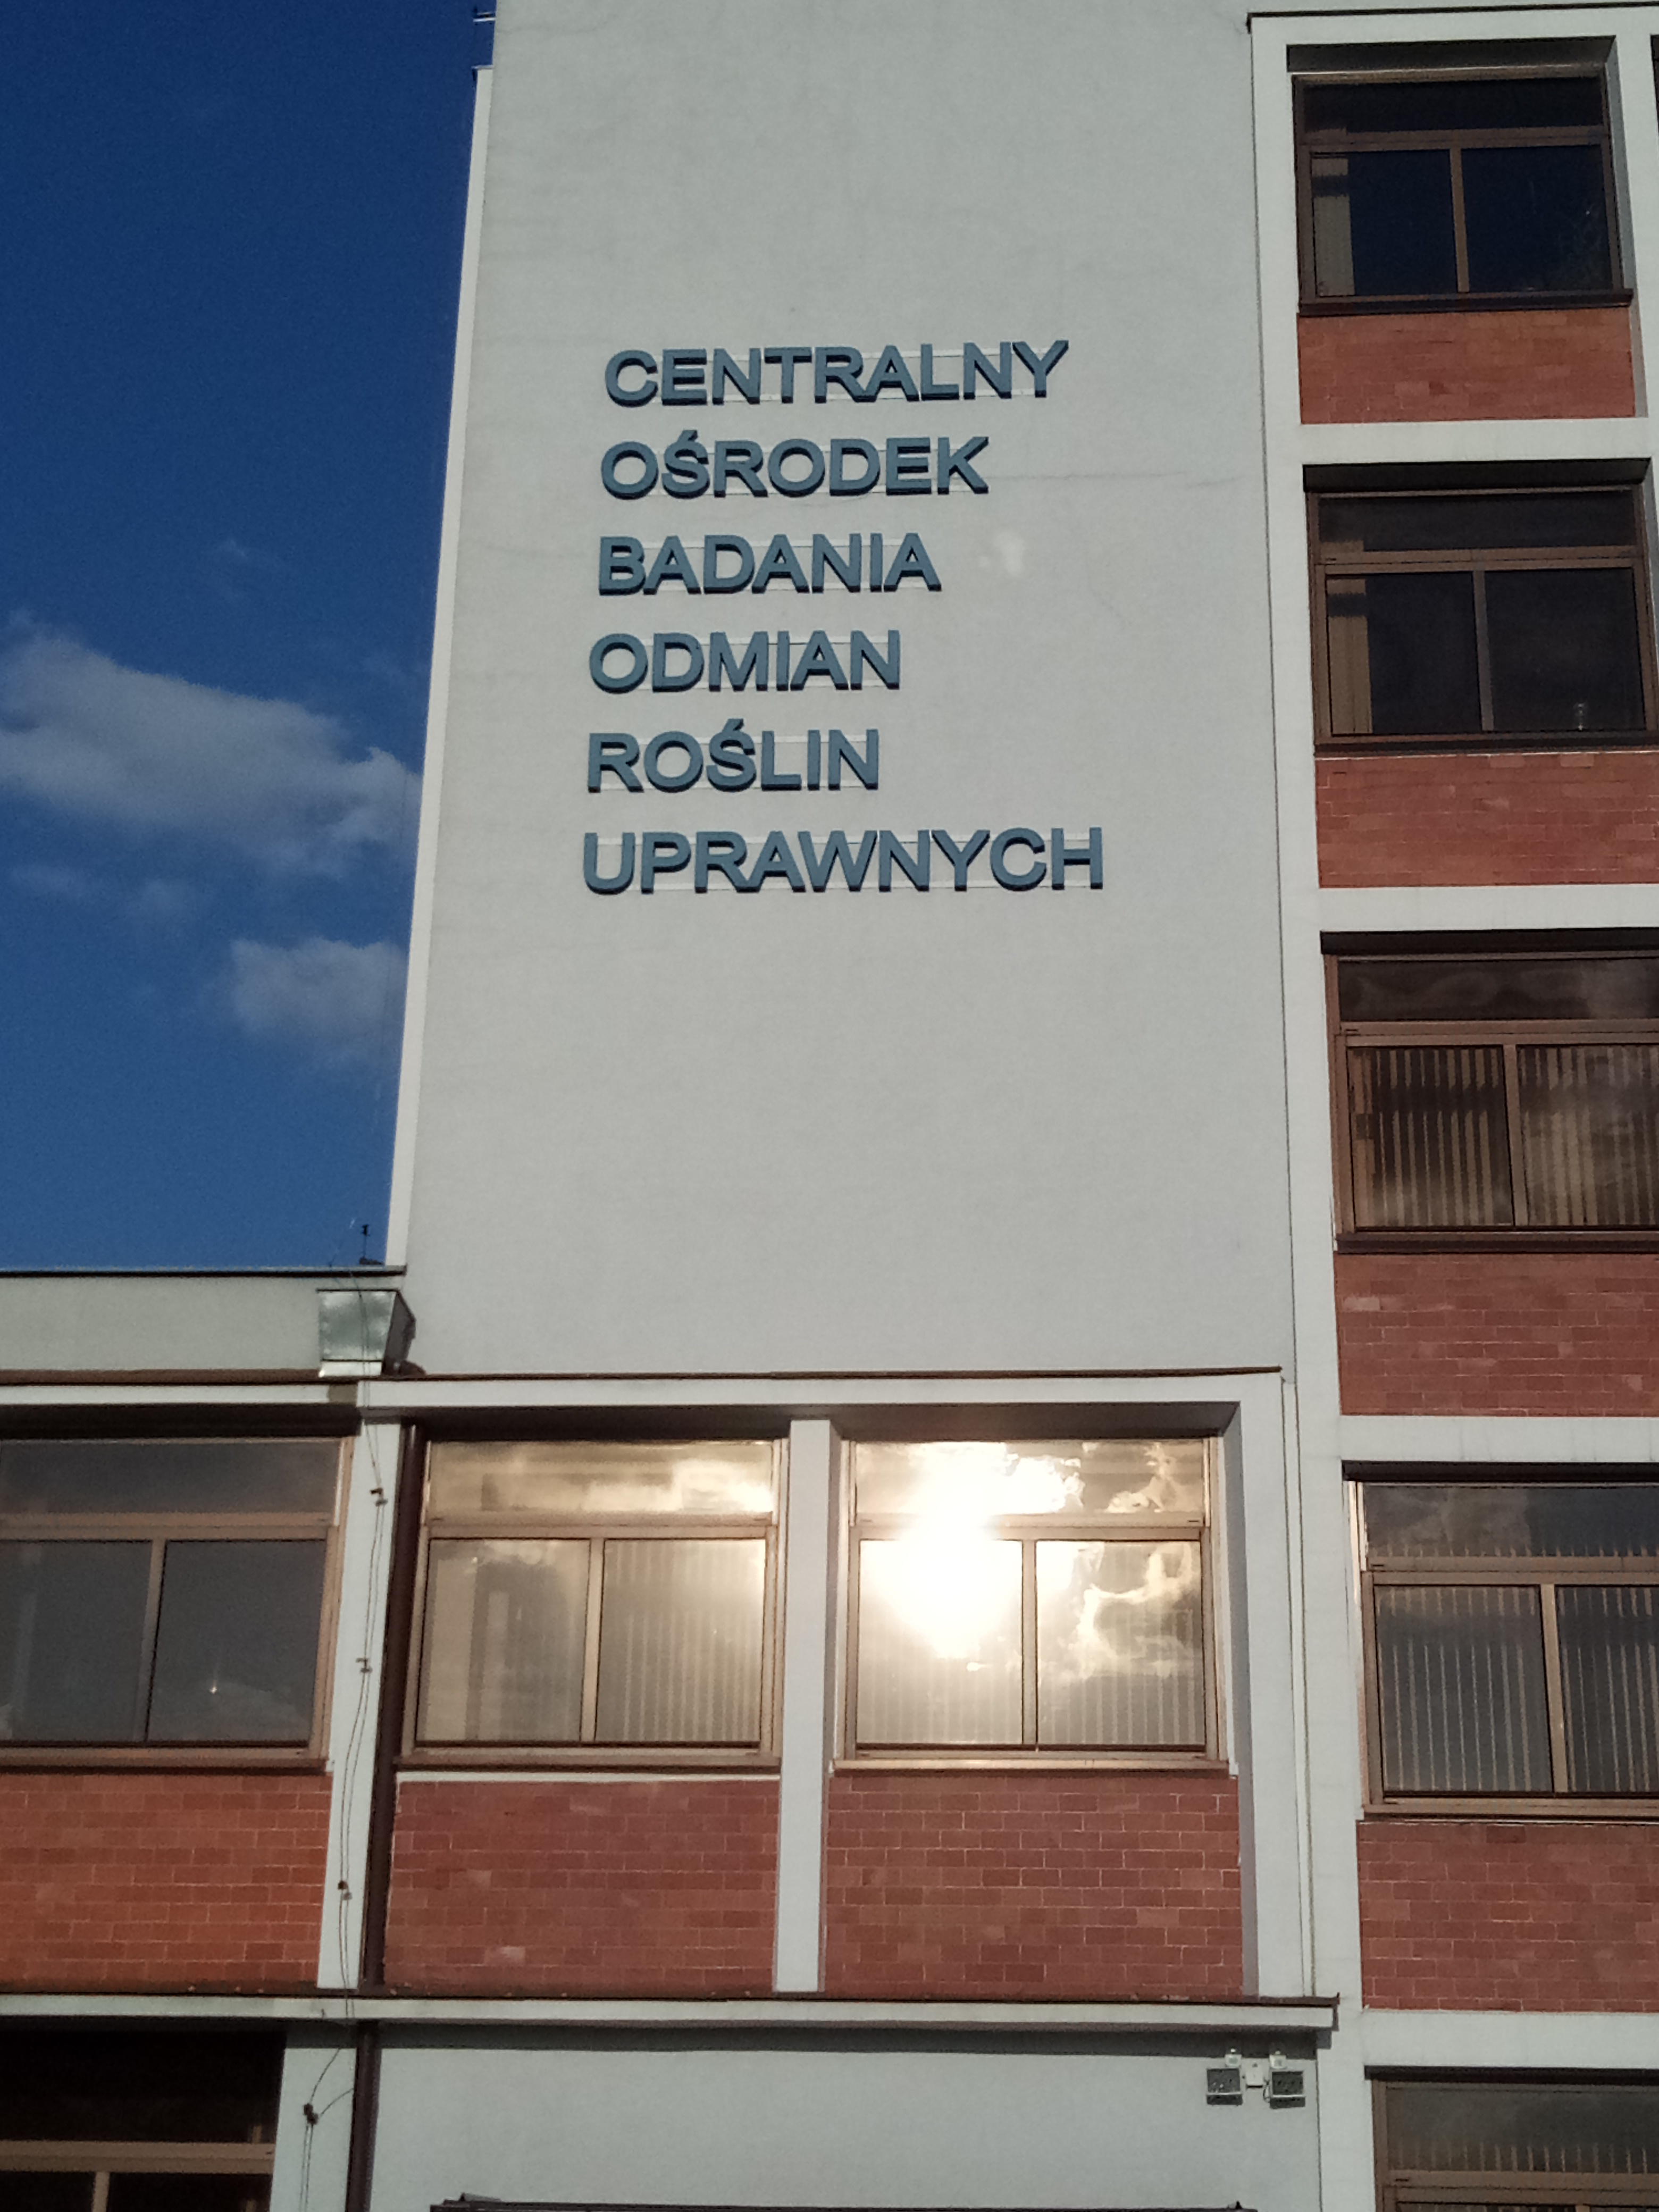 CENTRALNY
OŚRODEK
BADANIA
ODMIAN
ROŚLIN
UPRAWNYCH